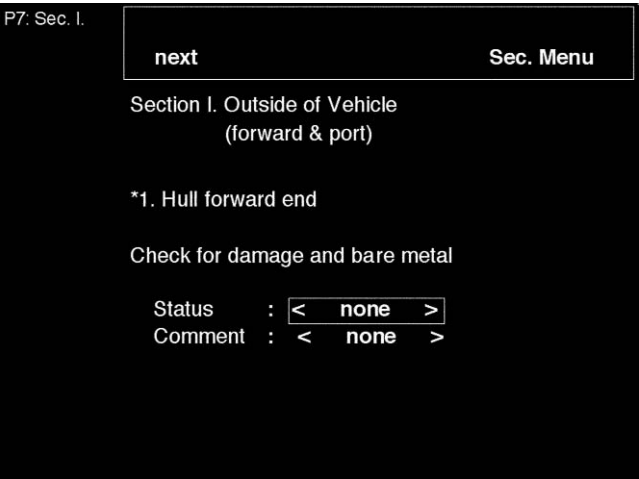 P7: Sec. I.
next Sec. Menu
Section I. Outside of Vehicle
(forward & port)
*1. Hull forward end
Check for damage and bare metal
Status : < none >
Comment : < none >